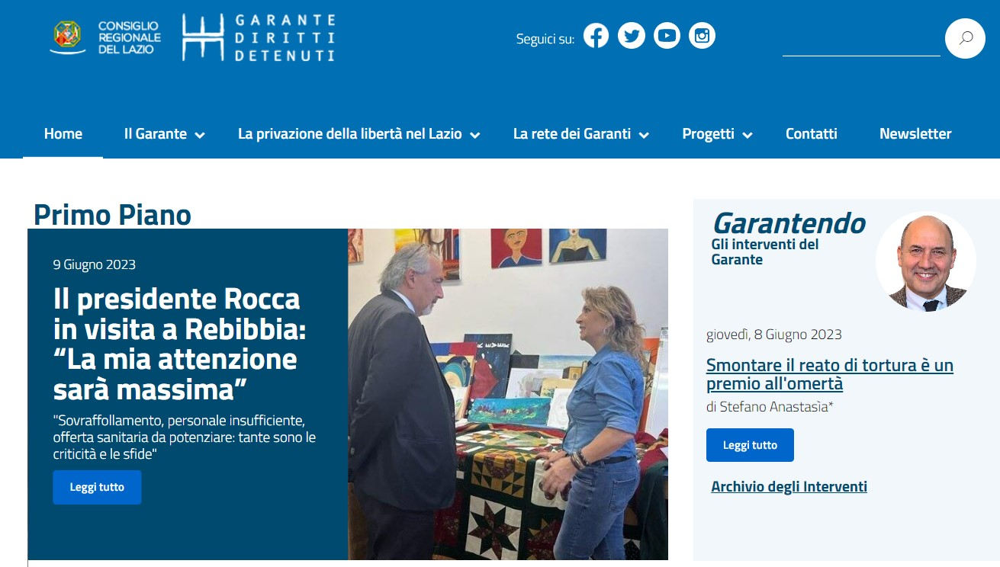 CONSIGLIO
REGIONALE
DEL LAZIO
GARANTE
DIRITTI
DETENUTI
Seguici su:
Home
Il Garante
La privazione della libertà nel Lazio
La rete dei Garanti
Progetti
Contatti
Newsletter
Primo Piano
9 Giugno 2023
Il presidente Rocca
in visita a Rebibbia:
“La mia attenzione
sarà massima”
"Sovraffollamento, personale insufficiente,
offerta sanitaria da potenziare: tante sono le
criticità e le sfide"
Leggi tutto
Garantendo
Gli interventi del
Garante
giovedì, 8 Giugno 2023
Smontare il reato di tortura è un
premio all'omertà
di Stefano Anastasìa*
Leggi tutto
Archivio degli Interventi